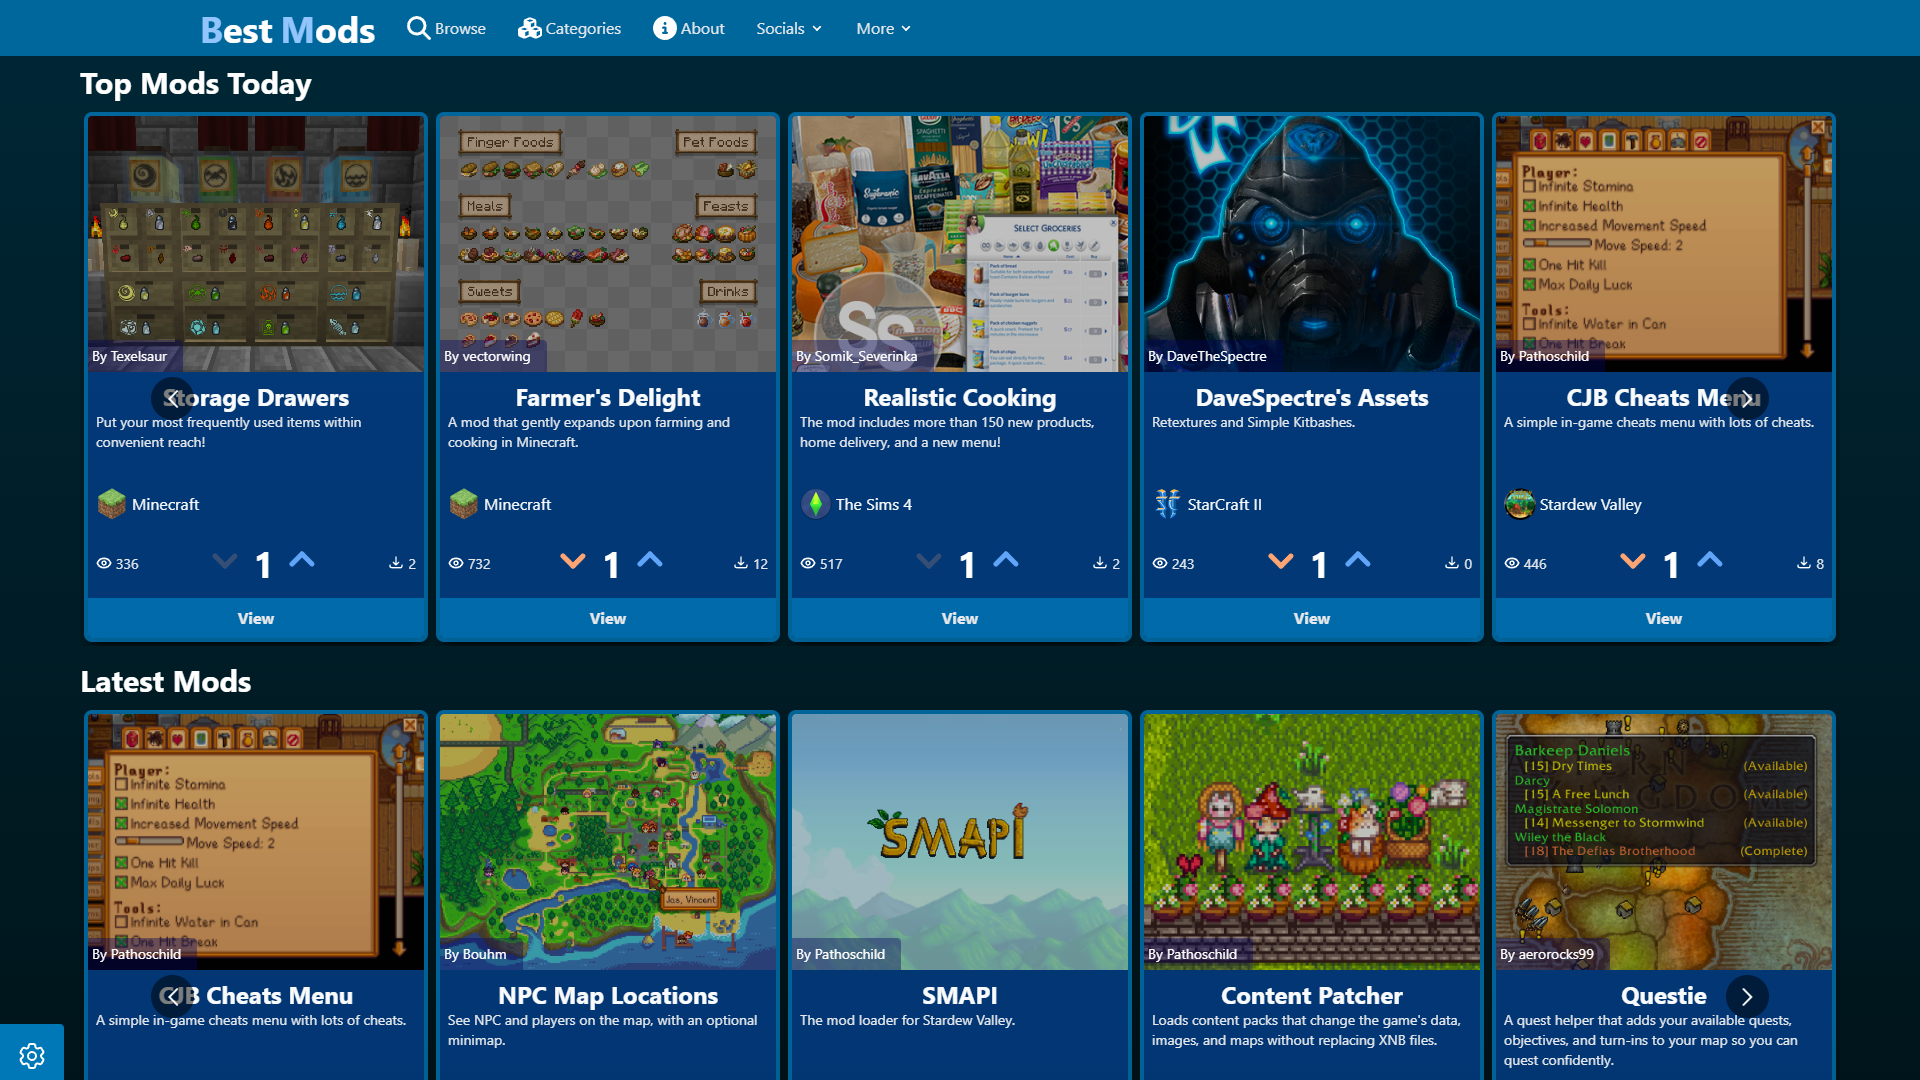 Best Mods
Browse
Categories
About
Socials
More
Top Mods Today
By Texelsaur
Storage Drawers
Put your most frequently used items within
convenient reach!
Minecraft
336
1
2
View
Finger Foods
Pet Foods
Meals
Feasts
Sweets
Drinks
By vectorwing
Farmer's Delight
A mod that gently expands upon farming and
cooking in Minecraft.
Minecraft
732
1
12
View
SPAGHETTI
LAVAZZA
SELECT GROCERIES
Ss
By Somik_Severinka
Realistic Cooking
The mod includes more than 150 new products,
home delivery, and a new menu!
The Sims 4
517
1
2
View
By DaveTheSpectre
DaveSpectre's Assets
Retextures and Simple Kitbashes.
StarCraft II
243
1
0
View
Player:
Infinite Stamina
Infinite Health
Increased Movement Speed
Move Speed: 2
One Hit Kill
Max Daily Luck
Tools:
Infinite Water in Can
One Hit Break
By Pathoschild
CJB Cheats Menu
A simple in-game cheats menu with lots of cheats.
Stardew Valley
446
1
8
View
Latest Mods
Player:
Infinite Stamina
Infinite Health
Increased Movement Speed
Move Speed: 2
One Hit Kill
Max Daily Luck
Tools:
Infinite Water in Can
One Hit Break
By Pathoschild
CJB Cheats Menu
A simple in-game cheats menu with lots of cheats.
Jas, Vincent
By Bouhm
NPC Map Locations
See NPC and players on the map, with an optional
minimap.
SMAPI
By Pathoschild
SMAPI
The mod loader for Stardew Valley.
By Pathoschild
Content Patcher
Loads content packs that change the game's data,
images, and maps without replacing XNB files.
Barkeep Daniels
[15] Dry Times (Available)
Darcy
[15] A Free Lunch (Available)
Magistrate Solomon
[14] Messenger to Stormwind (Available)
Wiley the Black
[18] The Defias Brotherhood (Complete)
By aerorocks99
Questie
A quest helper that adds your available quests,
objectives, and turn-ins to your map so you can
quest confidently.